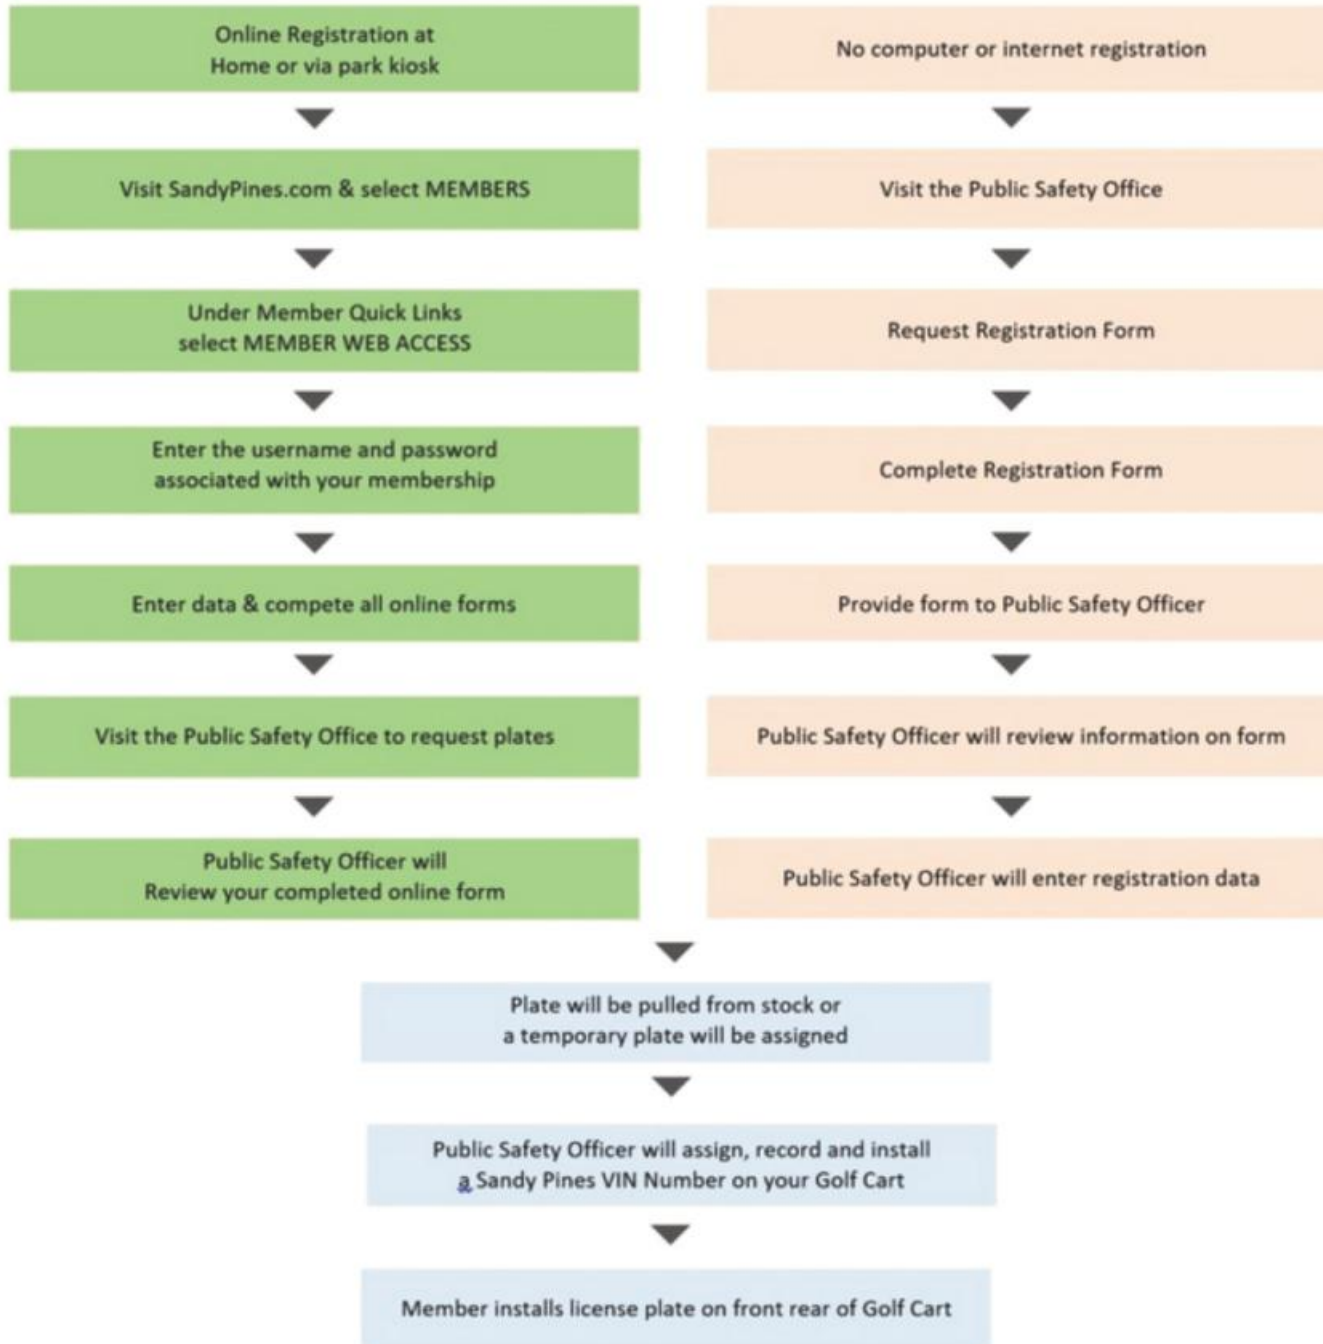 Online Registration at
Home or via park kiosk
Visit SandyPines.com & select MEMBERS
Under Member Quick Links
select MEMBER WEB ACCESS
Enter the username and password
associated with your membership
Enter data & compete all online forms
Visit the Public Safety Office to request plates
Public Safety Officer will
Review your completed online form
No computer or internet registration
Visit the Public Safety Office
Request Registration Form
Complete Registration Form
Provide form to Public Safety Officer
Public Safety Officer will review information on form
Public Safety Officer will enter registration data
Plate will be pulled from stock or
a temporary plate will be assigned
Public Safety Officer will assign, record and install
a Sandy Pines VIN Number on your Golf Cart
Member installs license plate on front rear of Golf Cart